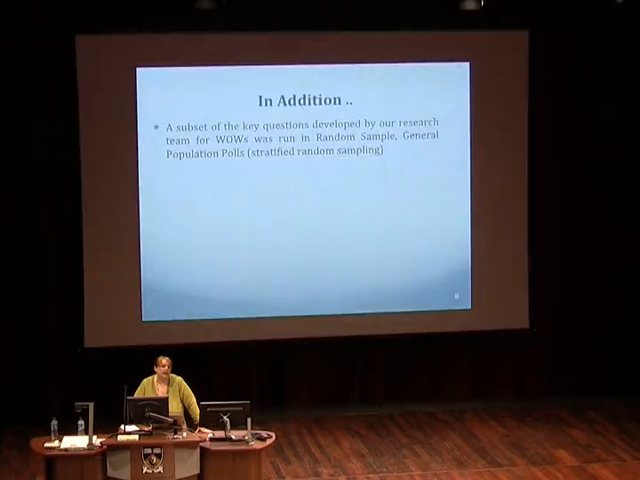 In Addition ..
A subset of the key questions developed by our research
team for WOWs was run in Random Sample, General
Population Polls (stratified random sampling)